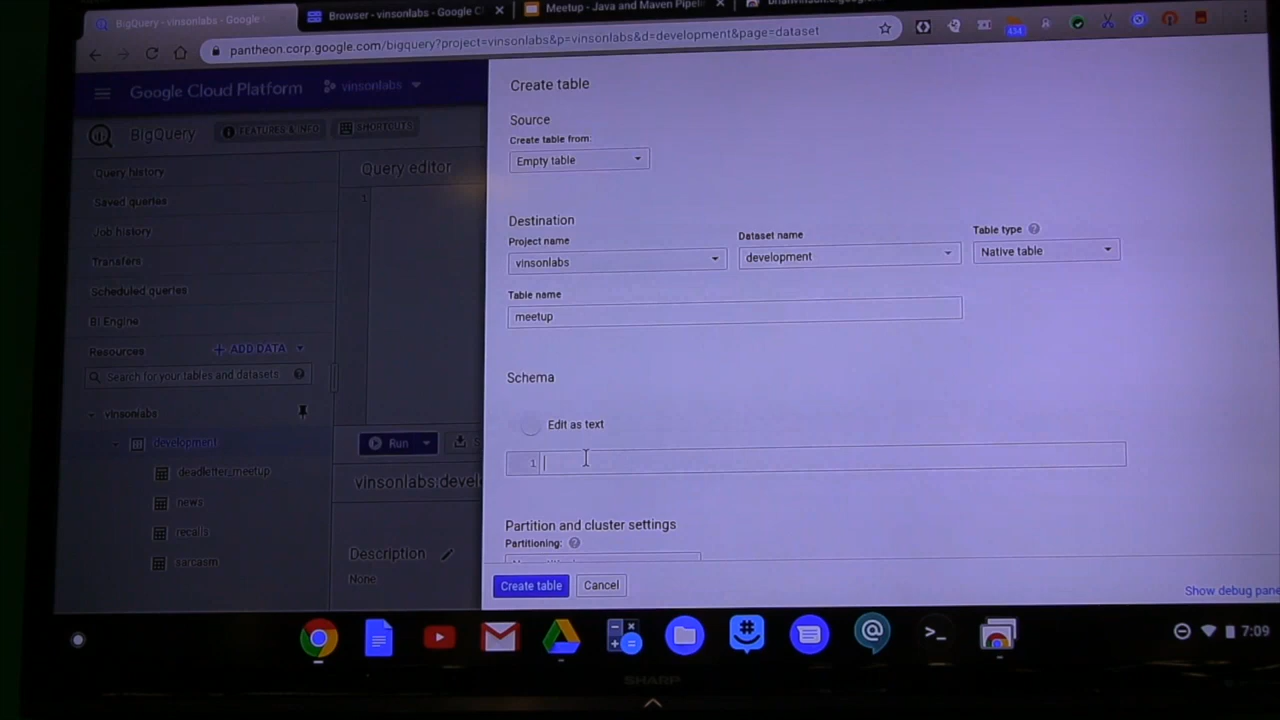 BigQuery - vinsonlabs - Google
Browser - vinsonlabs - Google C
Meetup - Java and Maven Pipeli
pantheon.corp.google.com/bigquery?project=vinsonlabs&p=vinsonlabs&d=development&page=dataset
434
Google Cloud Platform
vinsonlabs
BigQuery
FEATURES & INFO
SHORTCUTS
Query history
Saved queries
Job history
Transfers
Scheduled queries
BI Engine
Resources
+ ADD DATA
Search for your tables and datasets
vinsonlabs
development
deadletter_meetup
news
recalls
sarcasm
Query editor
1
Run
vinsonlabs:devel
Description
None
Create table
Source
Create table from:
Empty table
Destination
Project name
Dataset name
Table type
vinsonlabs
development
Native table
Table name
meetup
Schema
Edit as text
1
Partition and cluster settings
Partitioning:
Create table
Cancel
Show debug pane
7:09
SHARP